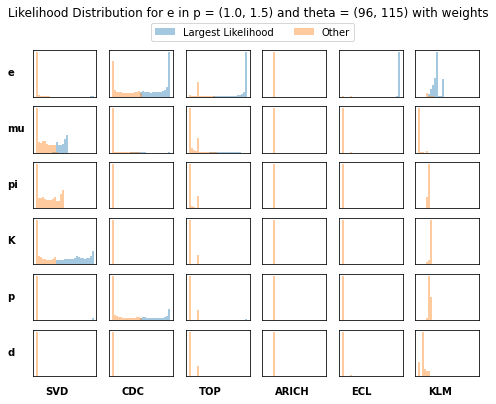 Likelihood Distribution for e in p = (1.0, 1.5) and theta = (96, 115) with weights
Largest Likelihood Other
e
mu
pi
K
p
d
SVD CDC TOP ARICH ECL KLM